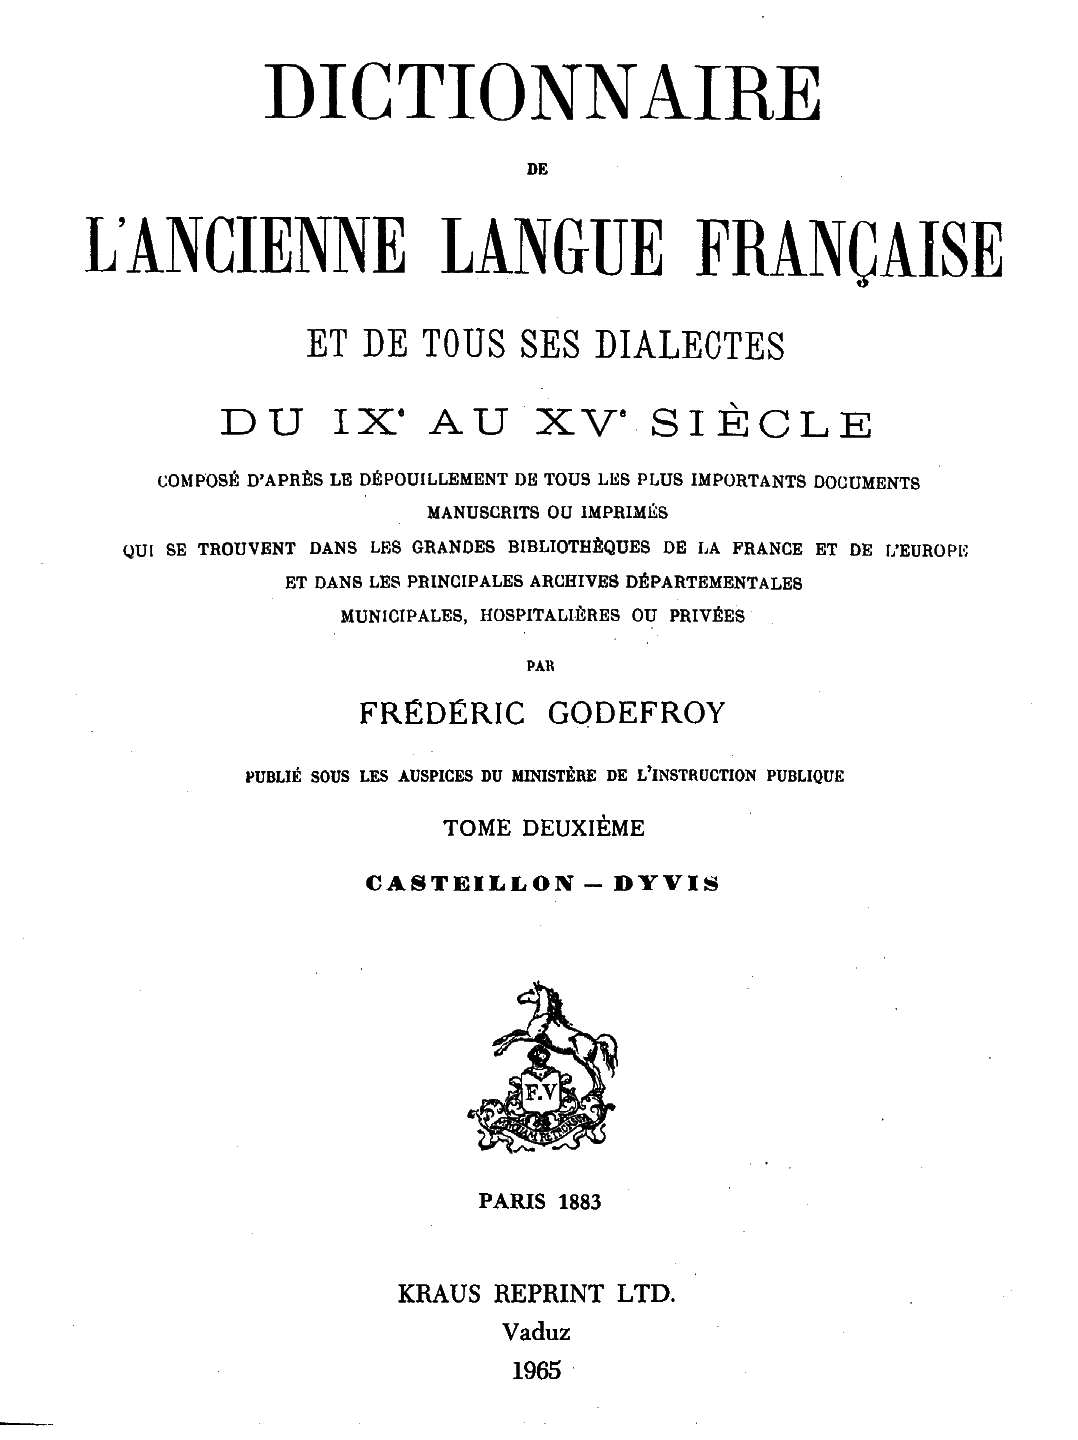 DICTIONNAIRE
DE
L'ANCIENNE LANGUE FRANÇAISE
ET DE TOUS SES DIALECTES
DU IXe AU XVe SIÈCLE
COMPOSÉ D'APRÈS LE DÉPOUILLEMENT DE TOUS LES PLUS IMPORTANTS DOCUMENTS
MANUSCRITS OU IMPRIMÉS
QUI SE TROUVENT DANS LES GRANDES BIBLIOTHÈQUES DE LA FRANCE ET DE L'EUROPE
ET DANS LES PRINCIPALES ARCHIVES DÉPARTEMENTALES
MUNICIPALES, HOSPITALIÈRES OU PRIVÉES
PAR
FRÉDÉRIC GODEFROY
PUBLIÉ SOUS LES AUSPICES DU MINISTÈRE DE L'INSTRUCTION PUBLIQUE
TOME DEUXIÈME
CASTEILLON — DYVIS
F.V
PARIS 1883
KRAUS REPRINT LTD.
Vaduz
1965